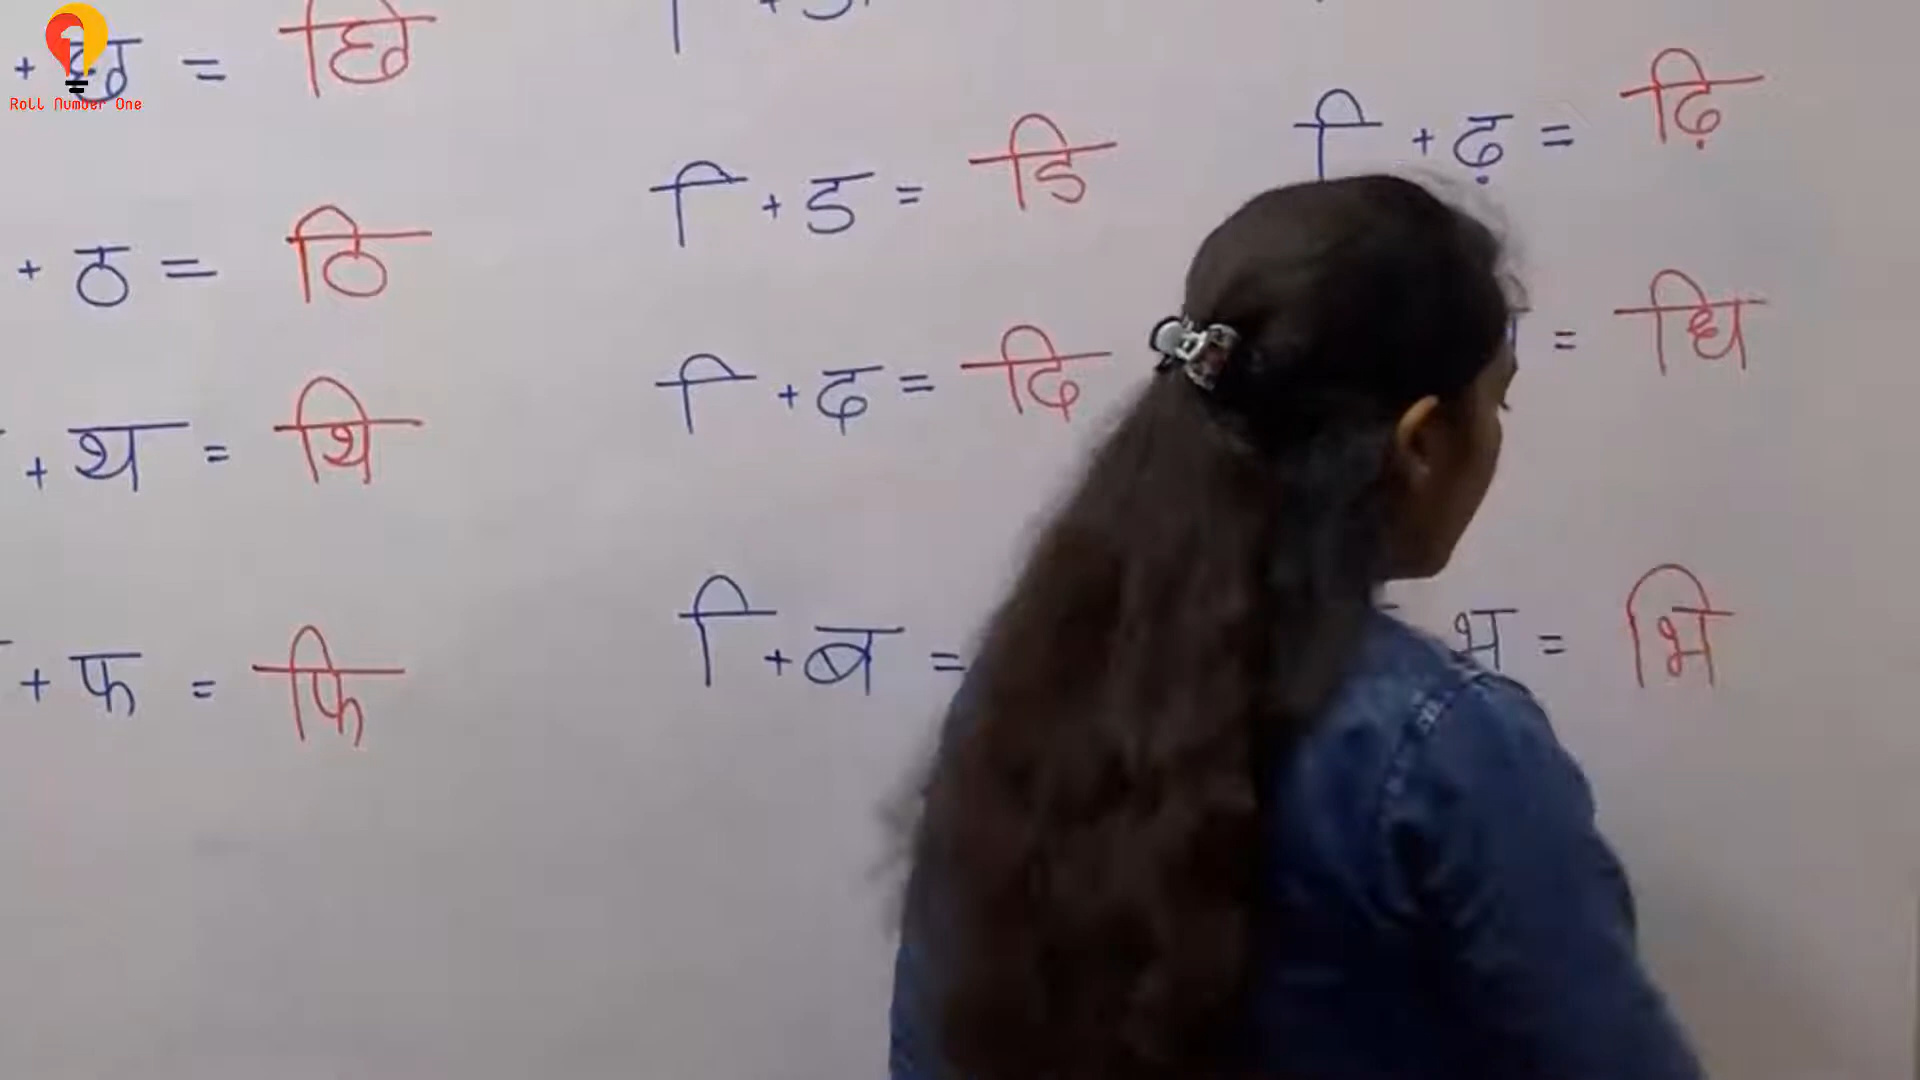 + छ = छि
Roll Number One
ि + ढ़ = ढ़ि
ि + ड = डि
+ ठ = ठि
= धि
ि + द = दि
+ थ = थि
ि + ब =
भ = भि
+ फ = फि